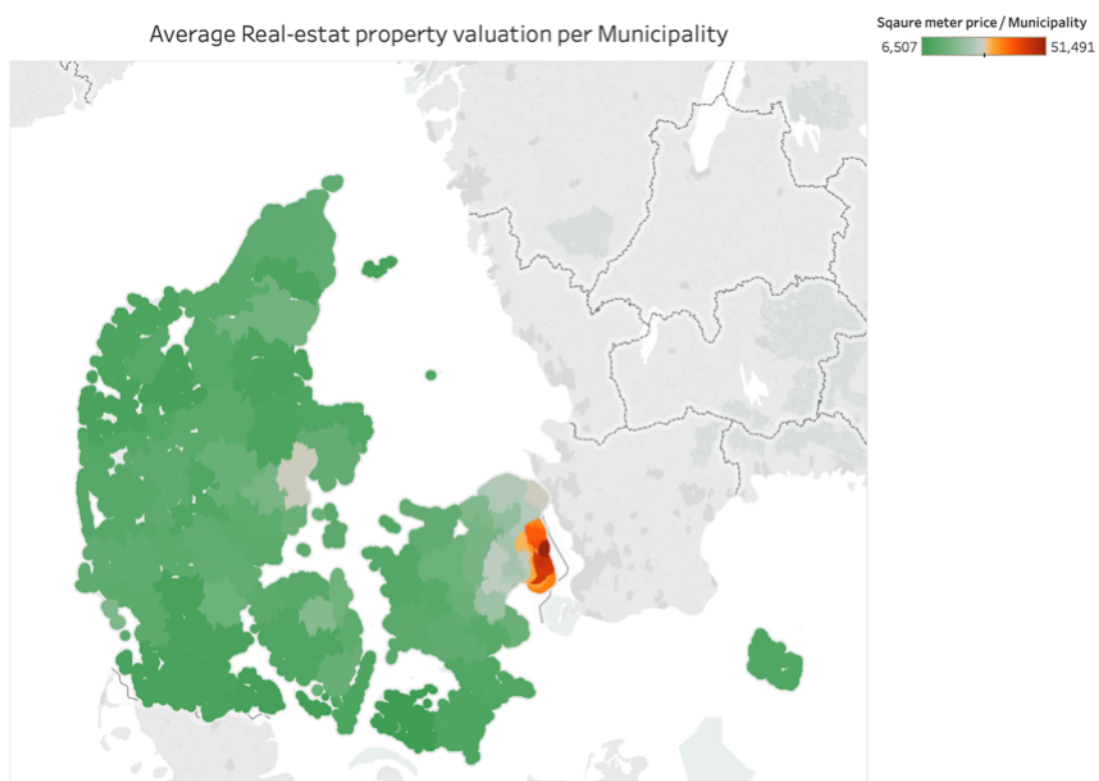 Average Real-estat property valuation per Municipality
Sqaure meter price / Municipality
6,507 51,491